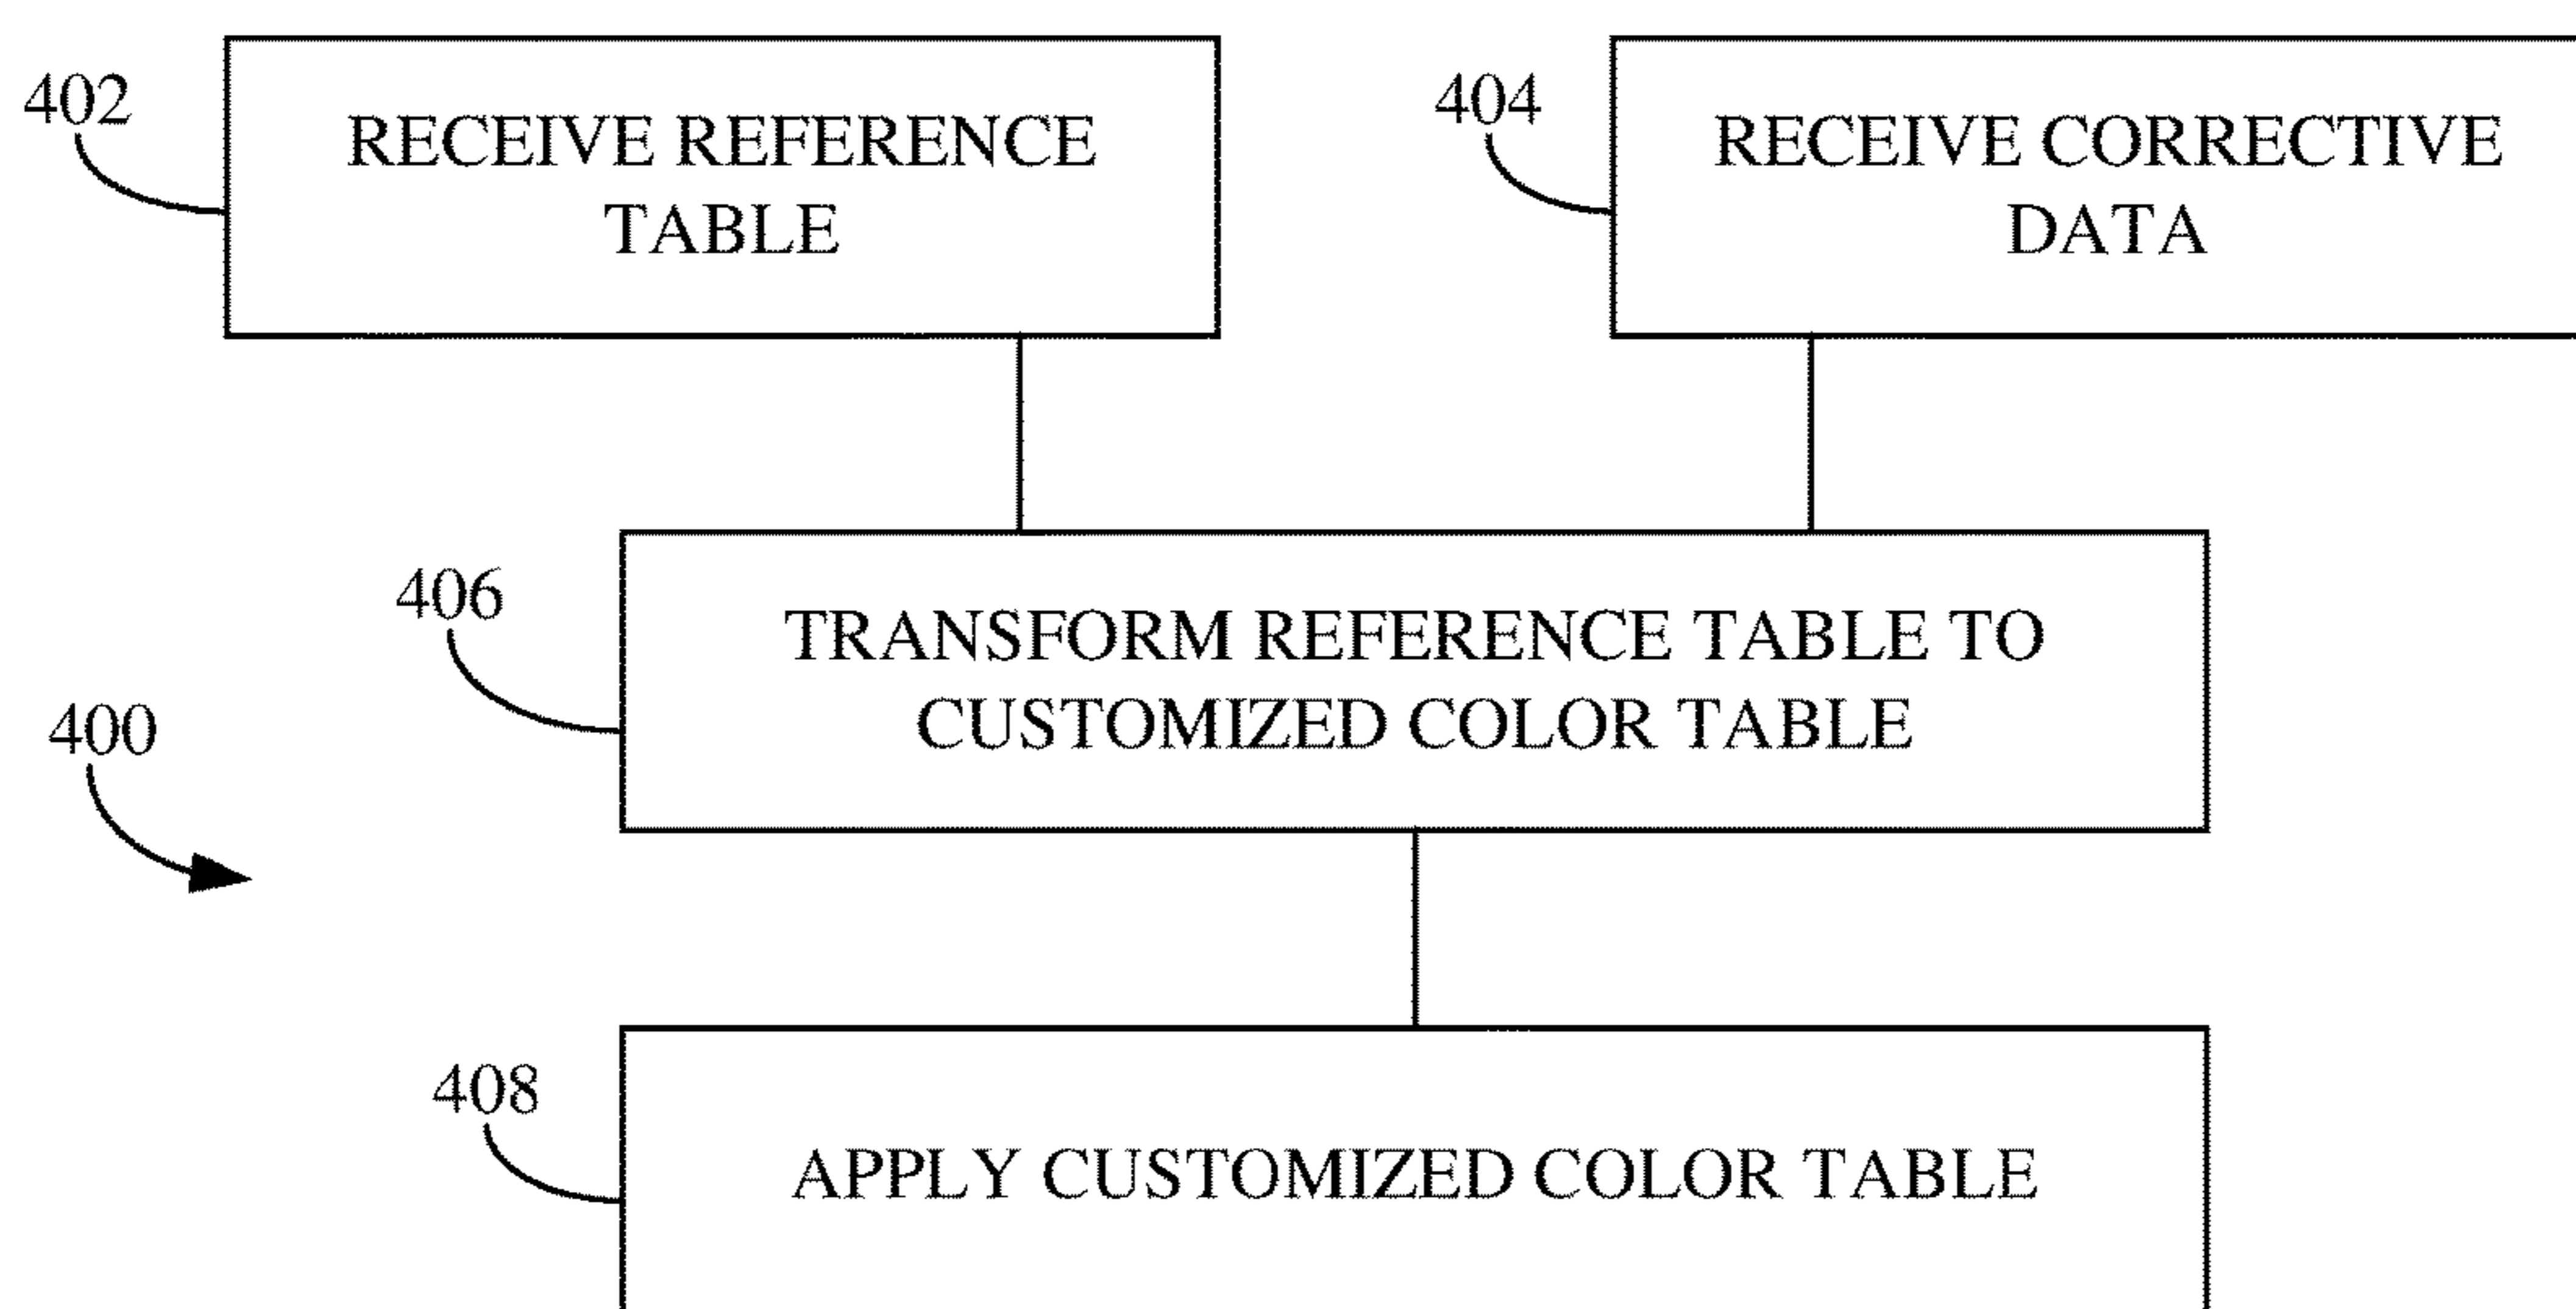 402
RECEIVE REFERENCE
TABLE
404
RECEIVE CORRECTIVE
DATA
406
TRANSFORM REFERENCE TABLE TO
CUSTOMIZED COLOR TABLE
400
408
APPLY CUSTOMIZED COLOR TABLE